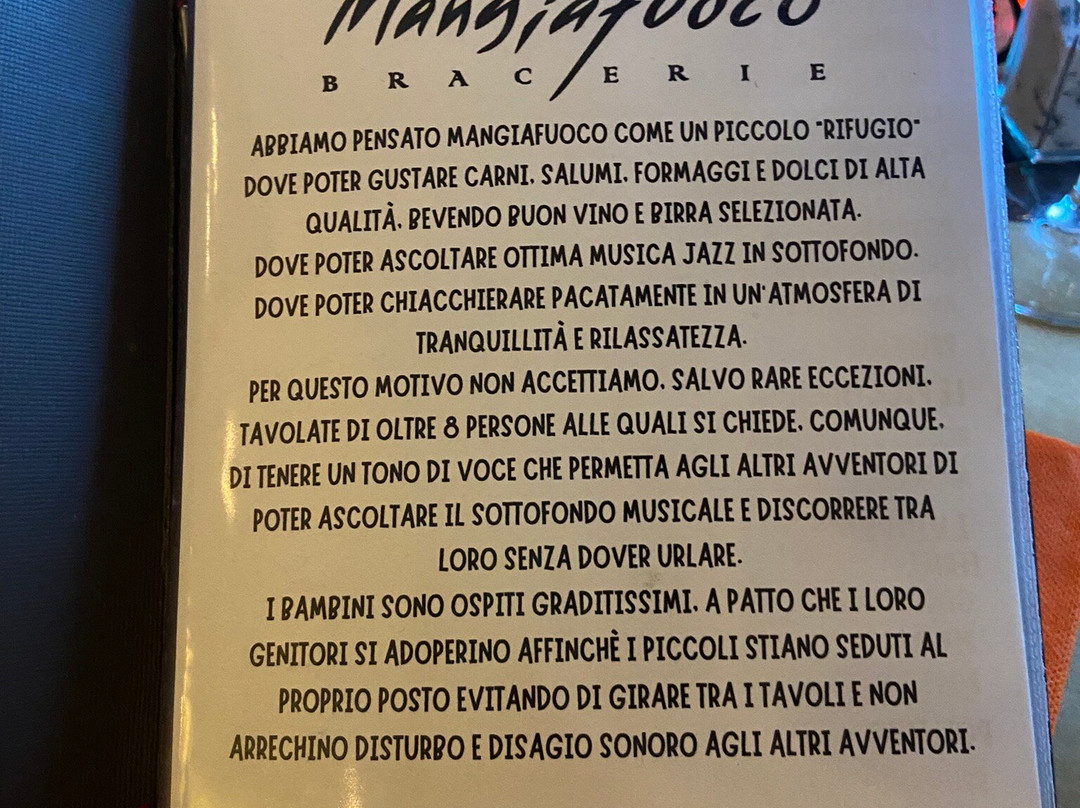 Mangiafuoco
BRACERIE
ABBIAMO PENSATO MANGIAFUOCO COME UN PICCOLO "RIFUGIO"
DOVE POTER GUSTARE CARNI, SALUMI, FORMAGGI E DOLCI DI ALTA
QUALITÀ, BEVENDO BUON VINO E BIRRA SELEZIONATA.
DOVE POTER ASCOLTARE OTTIMA MUSICA JAZZ IN SOTTOFONDO.
DOVE POTER CHIACCHIERARE PACATAMENTE IN UN'ATMOSFERA DI
TRANQUILLITÀ E RILASSATEZZA.
PER QUESTO MOTIVO NON ACCETTIAMO, SALVO RARE ECCEZIONI,
TAVOLATE DI OLTRE 8 PERSONE ALLE QUALI SI CHIEDE, COMUNQUE,
DI TENERE UN TONO DI VOCE CHE PERMETTA AGLI ALTRI AVVENTORI DI
POTER ASCOLTARE IL SOTTOFONDO MUSICALE E DISCORRERE TRA
LORO SENZA DOVER URLARE.
I BAMBINI SONO OSPITI GRADITISSIMI, A PATTO CHE I LORO
GENITORI SI ADOPERINO AFFINCHÈ I PICCOLI STIANO SEDUTI AL
PROPRIO POSTO EVITANDO DI GIRARE TRA I TAVOLI E NON
ARRECHINO DISTURBO E DISAGIO SONORO AGLI ALTRI AVVENTORI.